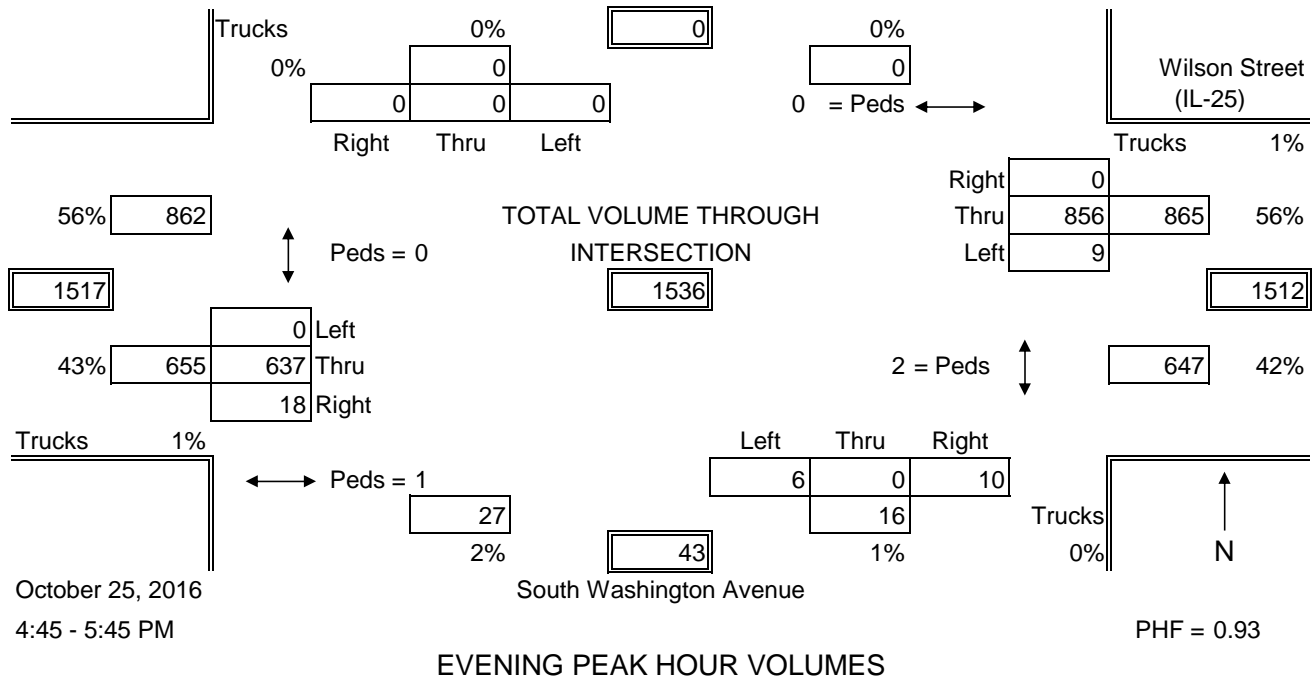 Trucks 0% 0 0%
0% 0 0 Wilson Street
0 0 0 0 = Peds (IL-25)
Right Thru Left Trucks 1%
Right 0
56% 862 TOTAL VOLUME THROUGH Thru 856 865 56%
Peds = 0 INTERSECTION Left 9
1517 1536 1512
0 Left
43% 655 637 Thru 2 = Peds 647 42%
18 Right
Trucks 1% Left Thru Right
Peds = 1 6 0 10
27 16 Trucks
2% 43 1% 0% N
October 25, 2016 South Washington Avenue
4:45 - 5:45 PM PHF = 0.93
EVENING PEAK HOUR VOLUMES